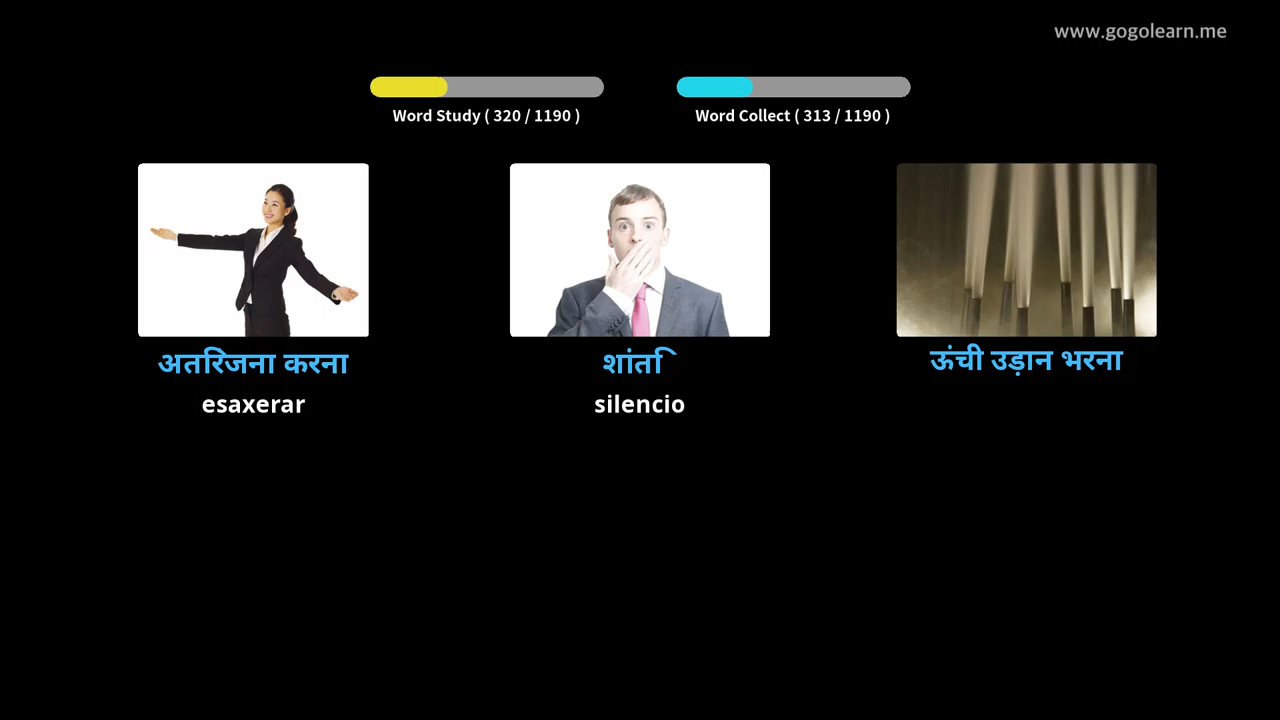 www.gogolearn.me
Word Study ( 320 / 1190 )
Word Collect ( 313 / 1190 )
अतरिंजना करना
शांति
ऊंची उड़ान भरना
esaxerar
silencio